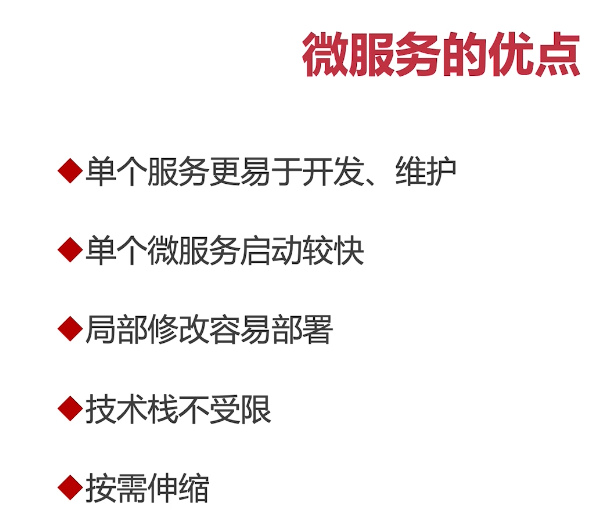 微服务的优点
◆单个服务更易于开发、维护
◆单个微服务启动较快
◆局部修改容易部署
◆技术栈不受限
◆按需伸缩